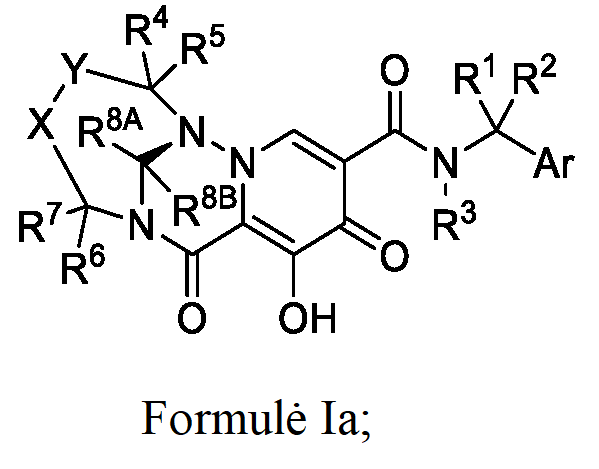 R4 R5
Y
O R1 R2
X R8A N
N Ar
R8B N
R7 N R3
R6 O
O OH
Formulė Ia;